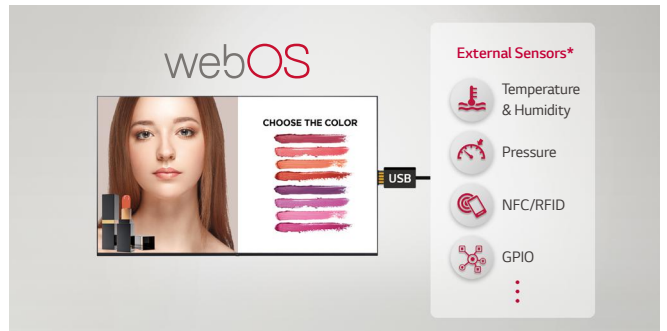 webOS
CHOOSE THE COLOR
USB
External Sensors*
Temperature
& Humidity
Pressure
NFC/RFID
GPIO